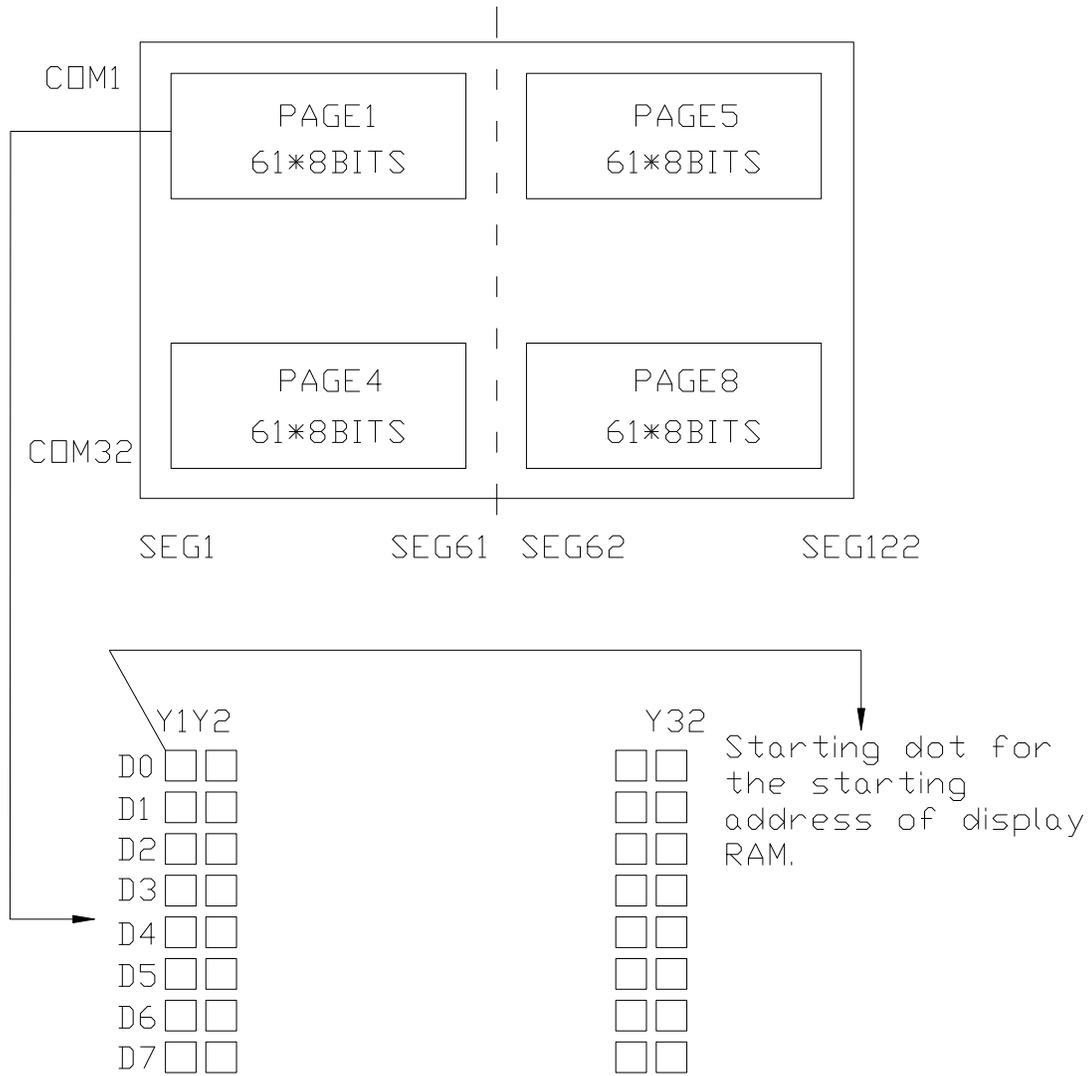 COM1
PAGE1
61*8BITS
PAGE5
61*8BITS
PAGE4
61*8BITS
PAGE8
61*8BITS
COM32
SEG1 SEG61 SEG62 SEG122
Y1Y2 Y32
D0
D1
D2
D3
D4
D5
D6
D7
Starting dot for
the starting
address of display
RAM.